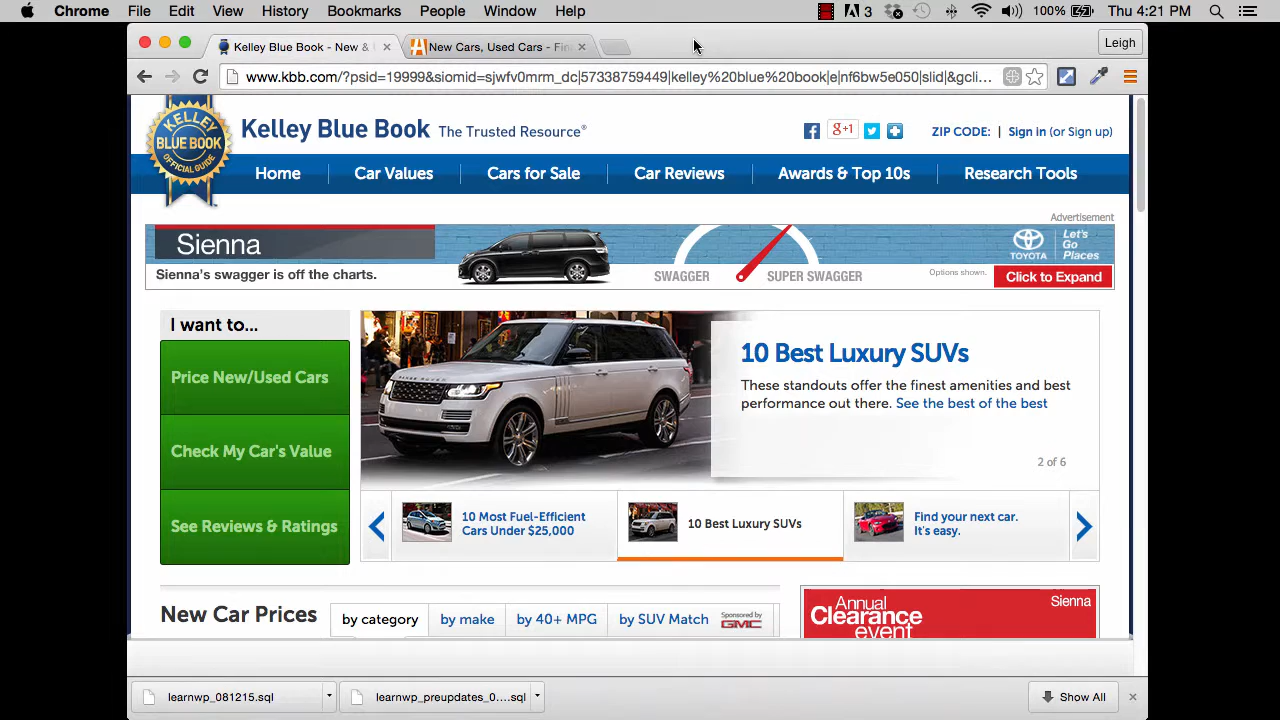 Chrome File Edit View History Bookmarks People Window Help 3 100% Thu 4:21 PM
Kelley Blue Book - New & U
New Cars, Used Cars - Fin
Leigh
www.kbb.com/?psid=19999&siomid=sjwfv0mrm_dc|57338759449|kelley%20blue%20book|e|nf6bw5e050|slid|&gcli...
KELLEY
BLUE BOOK
OFFICIAL GUIDE
Kelley Blue Book The Trusted Resource®
g+1
ZIP CODE: | Sign in (or Sign up)
Home Car Values Cars for Sale Car Reviews Awards & Top 10s Research Tools
Advertisement
Sienna
Sienna's swagger is off the charts.
SWAGGER SUPER SWAGGER
TOYOTA
Let's
Go
Places
Options shown.
Click to Expand
I want to...
Price New/Used Cars
Check My Car's Value
See Reviews & Ratings
10 Best Luxury SUVs
These standouts offer the finest amenities and best
performance out there. See the best of the best
2 of 6
10 Most Fuel-Efficient
Cars Under $25,000
10 Best Luxury SUVs
Find your next car.
It's easy.
New Car Prices
by category by make by 40+ MPG by SUV Match
Sponsored by
GMC
Annual
Clearance
event
Sienna
learnwp_081215.sql
learnwp_preupdates_0....sql
Show All